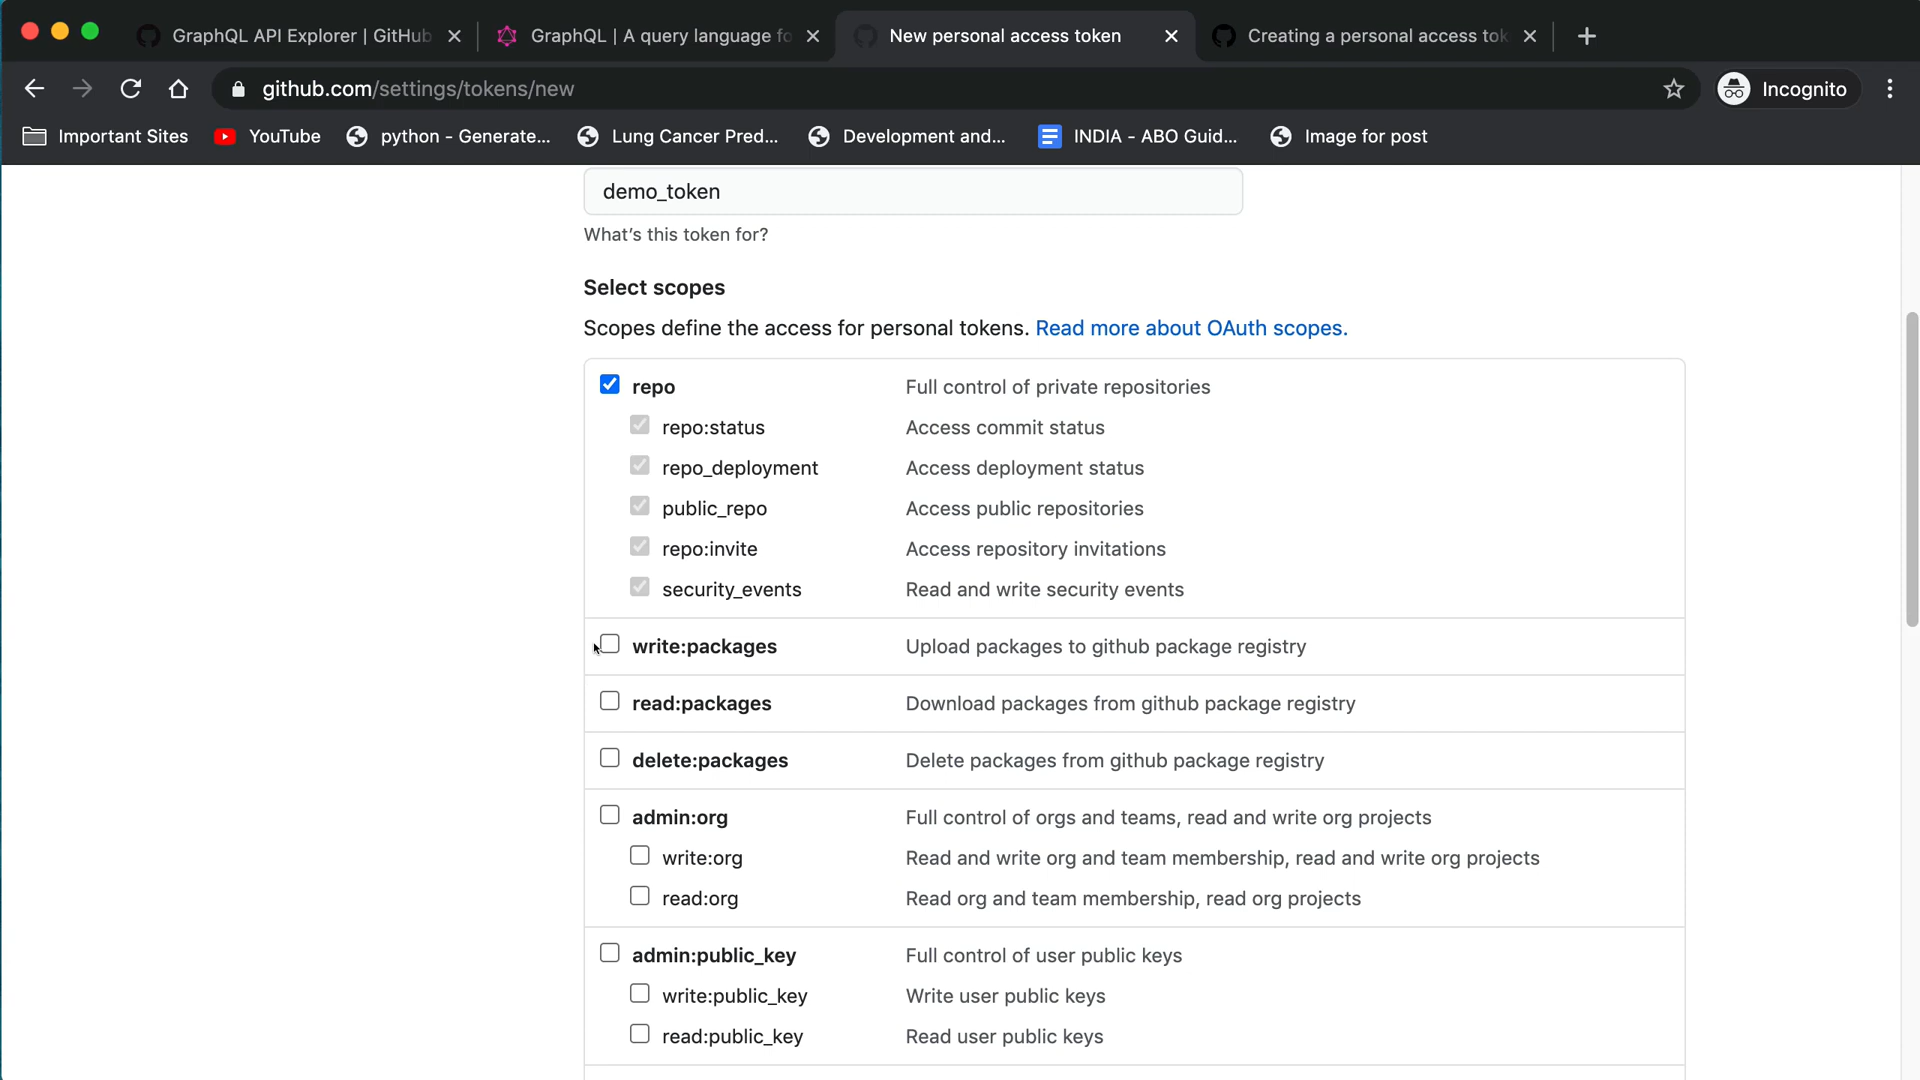 GraphQL API Explorer | GitHub
GraphQL | A query language fo
New personal access token
Creating a personal access tok
github.com/settings/tokens/new
Incognito
Important Sites
YouTube
python - Generate...
Lung Cancer Pred...
Development and...
INDIA - ABO Guid...
Image for post
demo_token
What's this token for?
Select scopes
Scopes define the access for personal tokens. Read more about OAuth scopes.
repo Full control of private repositories
repo:status Access commit status
repo_deployment Access deployment status
public_repo Access public repositories
repo:invite Access repository invitations
security_events Read and write security events
write:packages Upload packages to github package registry
read:packages Download packages from github package registry
delete:packages Delete packages from github package registry
admin:org Full control of orgs and teams, read and write org projects
write:org Read and write org and team membership, read and write org projects
read:org Read org and team membership, read org projects
admin:public_key Full control of user public keys
write:public_key Write user public keys
read:public_key Read user public keys